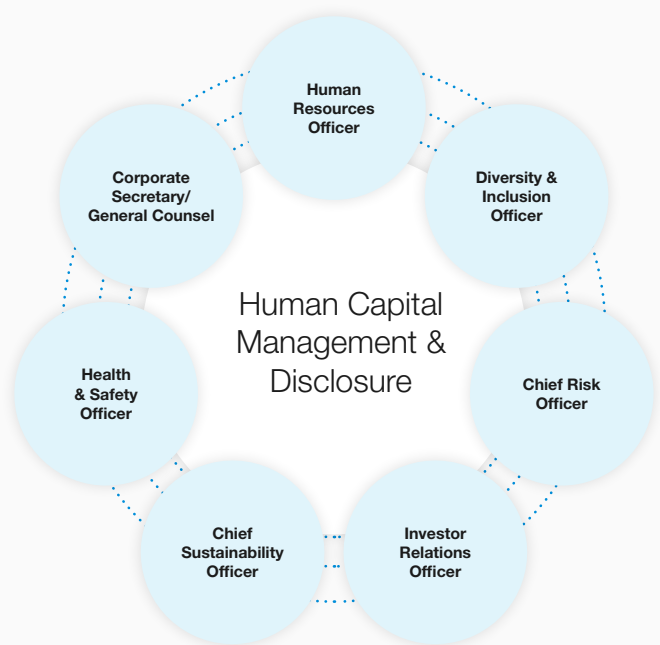 Human
Resources
Officer
Corporate
Secretary/
General Counsel
Diversity &
Inclusion
Officer
Human Capital
Management &
Disclosure
Health
& Safety
Officer
Chief Risk
Officer
Chief
Sustainability
Officer
Investor
Relations
Officer